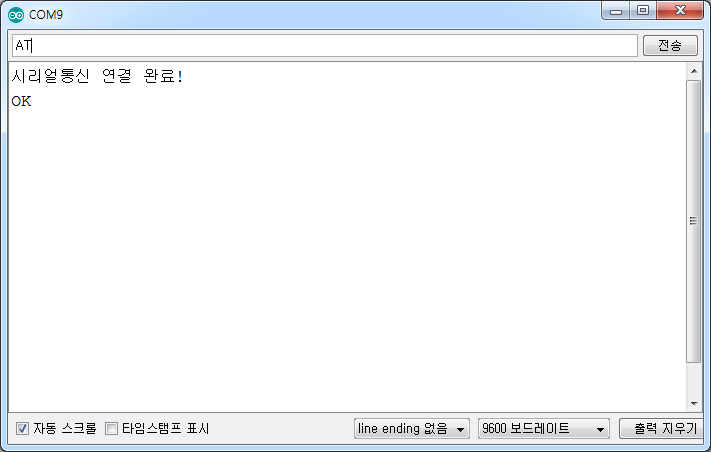 COM9
AT
전송
시리얼통신 연결 완료!
OK
자동 스크롤
타임스탬프 표시
line ending 없음
9600 보드레이트
출력 지우기